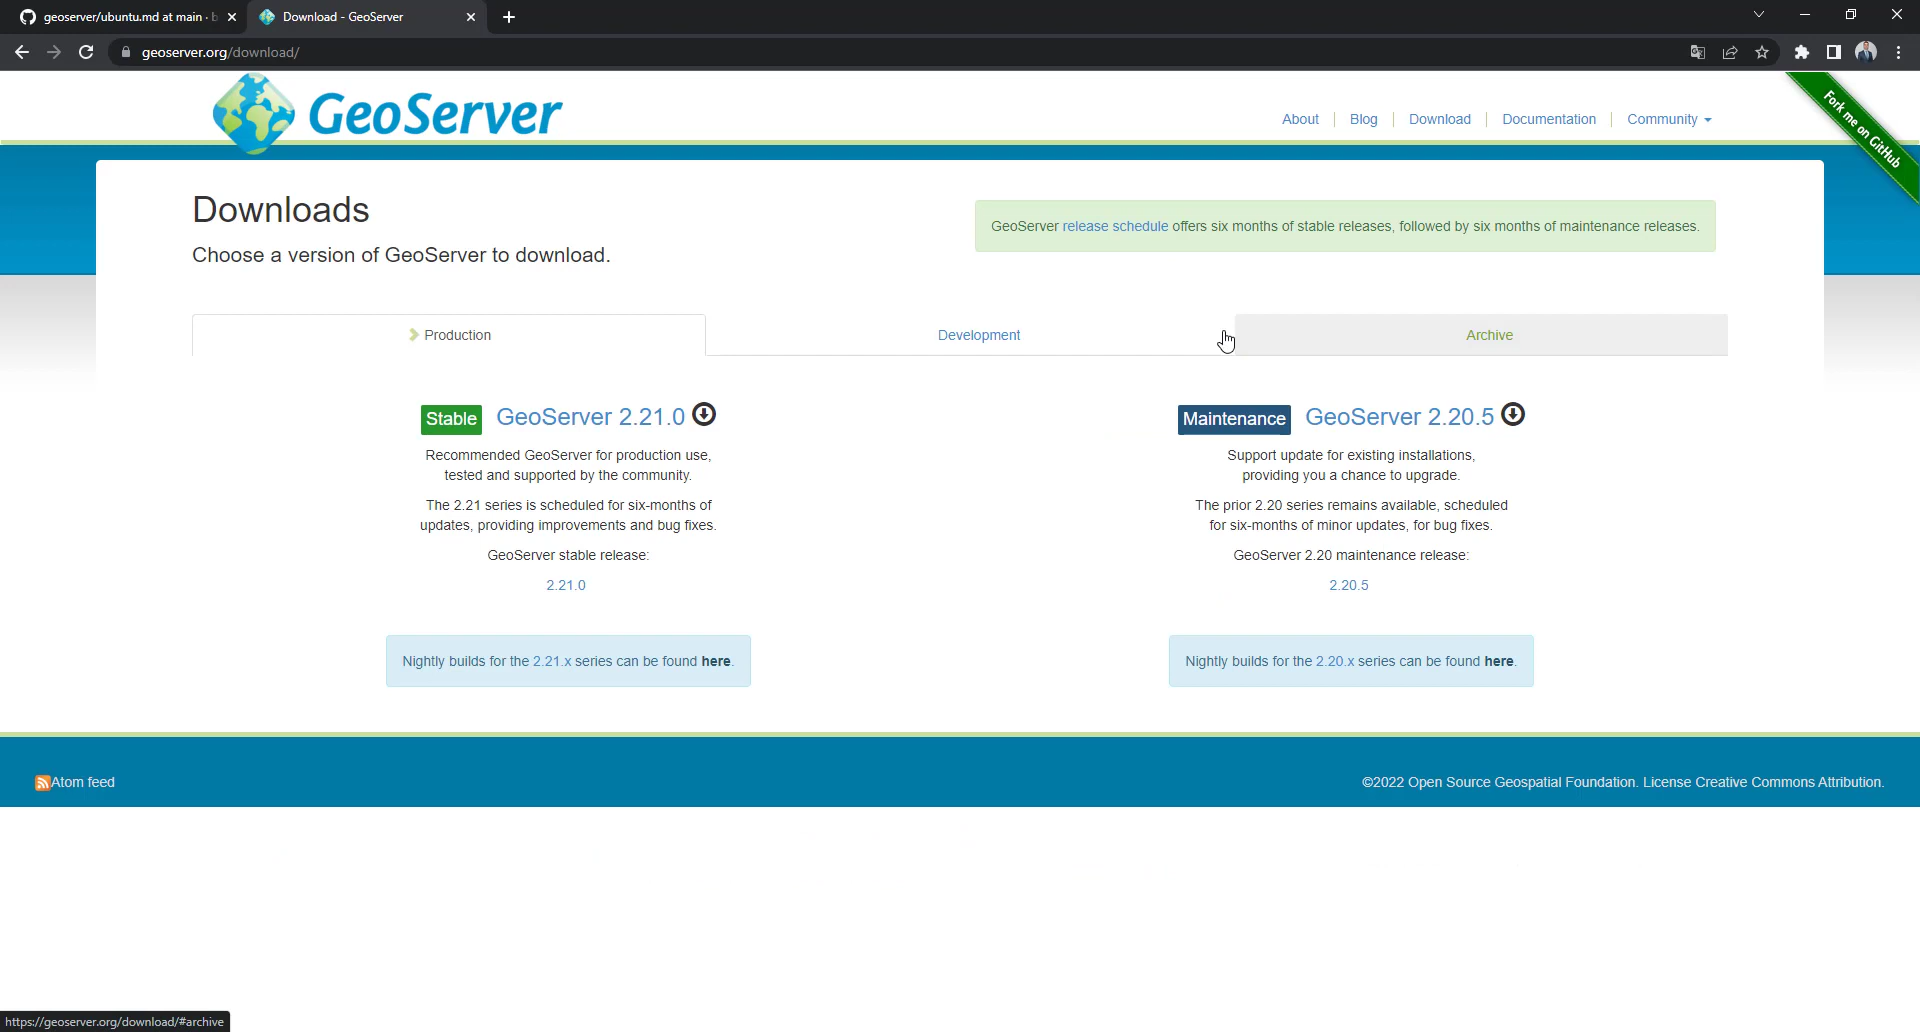 geoserver/ubuntu.md at main · b
Download - GeoServer
geoserver.org/download/
GeoServer
About
Blog
Download
Documentation
Community
Fork me on GitHub
Downloads
GeoServer release schedule offers six months of stable releases, followed by six months of maintenance releases.
Choose a version of GeoServer to download.
Production
Development
Archive
Stable GeoServer 2.21.0
Recommended GeoServer for production use,
tested and supported by the community.
The 2.21 series is scheduled for six-months of
updates, providing improvements and bug fixes.
GeoServer stable release:
2.21.0
Nightly builds for the 2.21.x series can be found here.
Maintenance GeoServer 2.20.5
Support update for existing installations,
providing you a chance to upgrade.
The prior 2.20 series remains available, scheduled
for six-months of minor updates, for bug fixes.
GeoServer 2.20 maintenance release:
2.20.5
Nightly builds for the 2.20.x series can be found here.
Atom feed
©2022 Open Source Geospatial Foundation. License Creative Commons Attribution.
https://geoserver.org/download/#archive